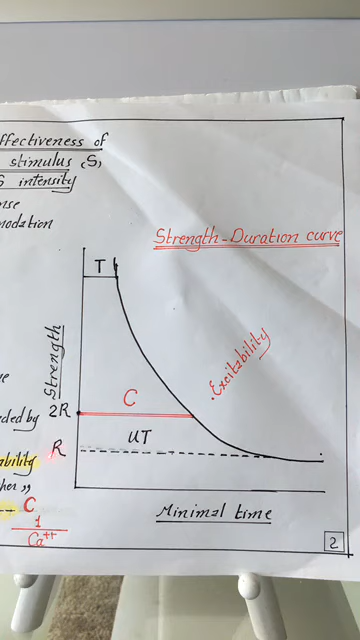 ffectiveness of
stimulus (S,
S intensity
nse
modation
Strength-Duration curve
T
Strength
Excitability
C
2R
ded by
UT
R
ability
her ,,
C
1
Ca++
Minimal time
2